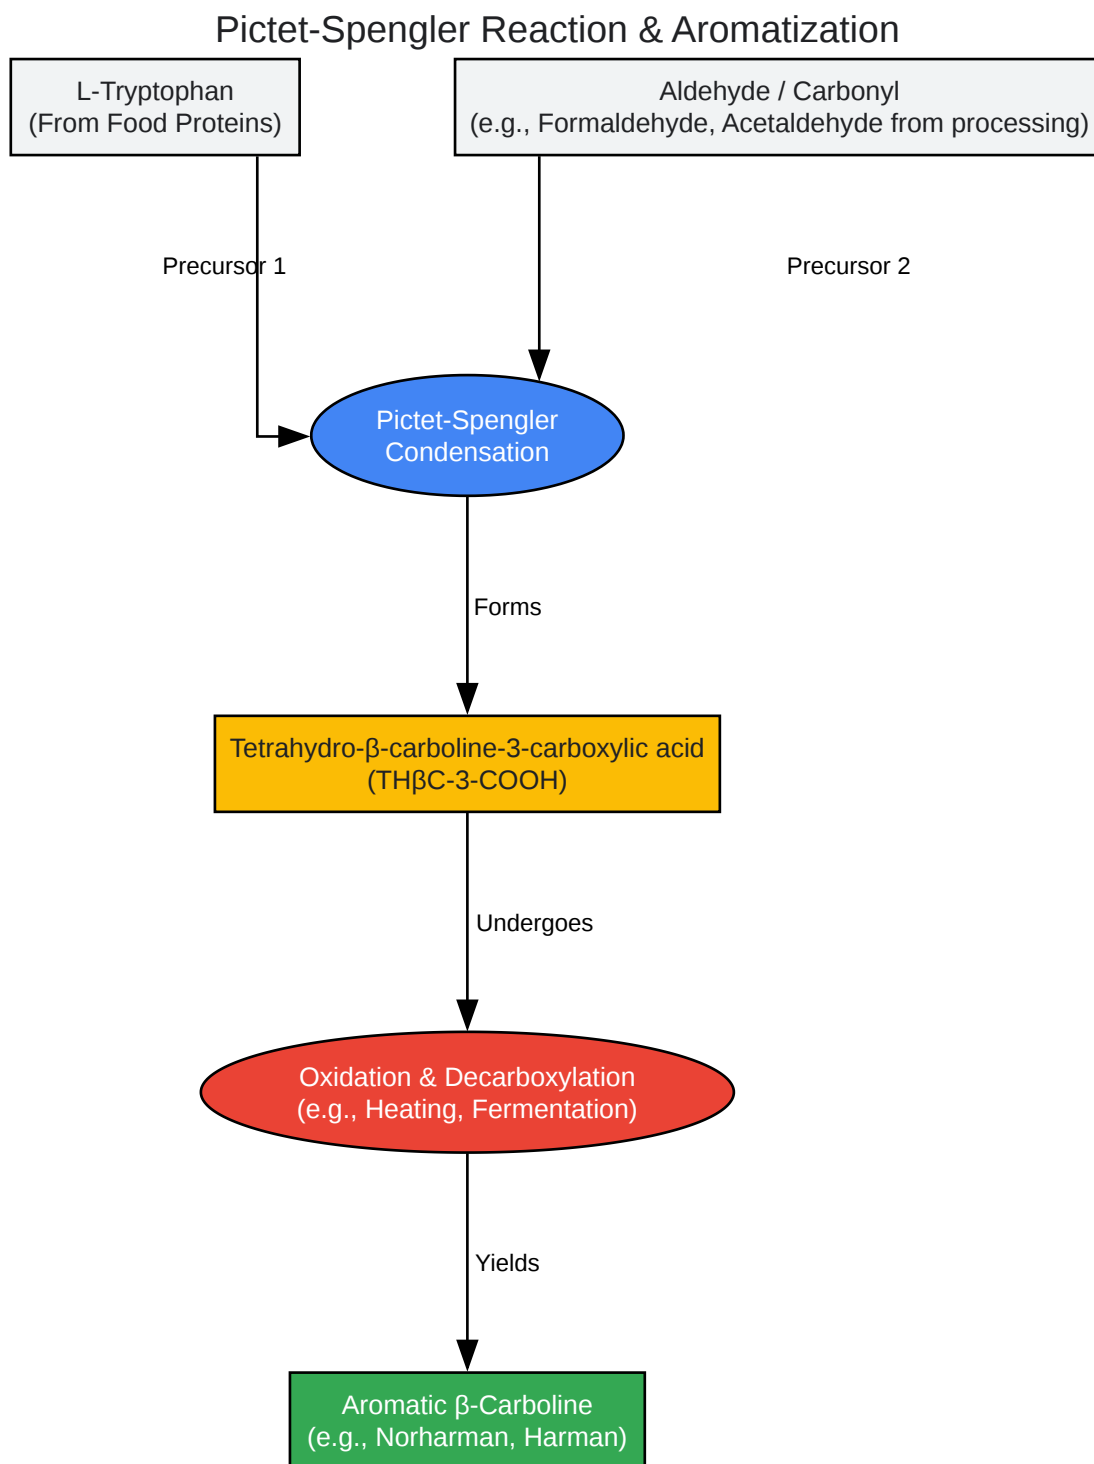 Pictet-Spengler Reaction & Aromatization
L-Tryptophan
(From Food Proteins)
Aldehyde / Carbonyl
(e.g., Formaldehyde, Acetaldehyde from processing)
Precursor 1
Precursor 2
Pictet-Spengler
Condensation
Forms
Tetrahydro-β-carboline-3-carboxylic acid
(THβC-3-COOH)
Undergoes
Oxidation & Decarboxylation
(e.g., Heating, Fermentation)
Yields
Aromatic β-Carboline
(e.g., Norharman, Harman)